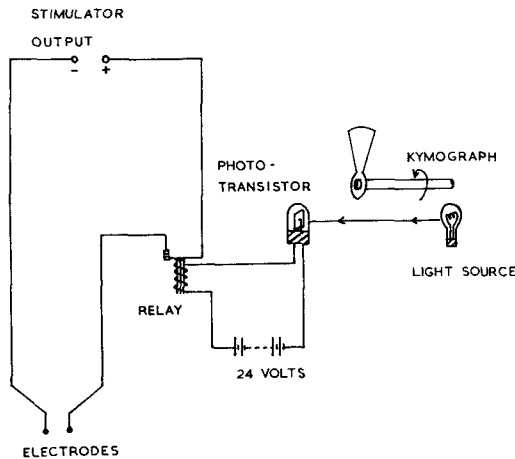 STIMULATOR
OUTPUT
- +
PHOTO-
TRANSISTOR
KYMOGRAPH
LIGHT SOURCE
RELAY
24 VOLTS
ELECTRODES